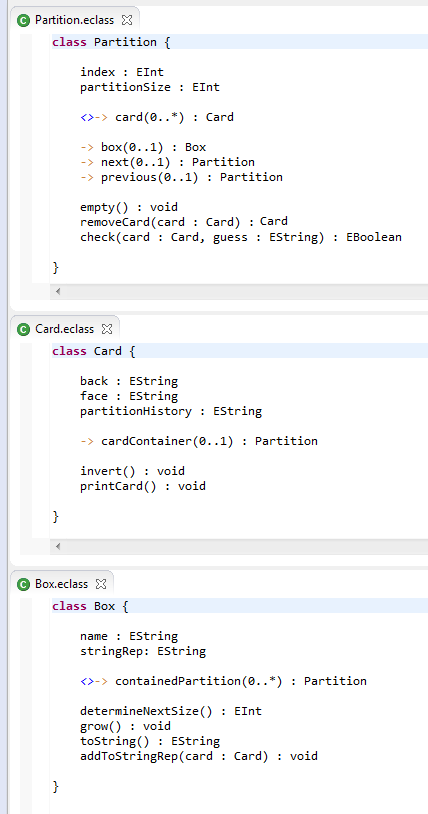 Partition.eclass
class Partition {
index : EInt
partitionSize : EInt
<>-> card(0..*) : Card
-> box(0..1) : Box
-> next(0..1) : Partition
-> previous(0..1) : Partition
empty() : void
removeCard(card : Card) : Card
check(card : Card, guess : EString) : EBoolean
}
Card.eclass
class Card {
back : EString
face : EString
partitionHistory : EString
-> cardContainer(0..1) : Partition
invert() : void
printCard() : void
}
Box.eclass
class Box {
name : EString
stringRep: EString
<>-> containedPartition(0..*) : Partition
determineNextSize() : EInt
grow() : void
toString() : EString
addToStringRep(card : Card) : void
}